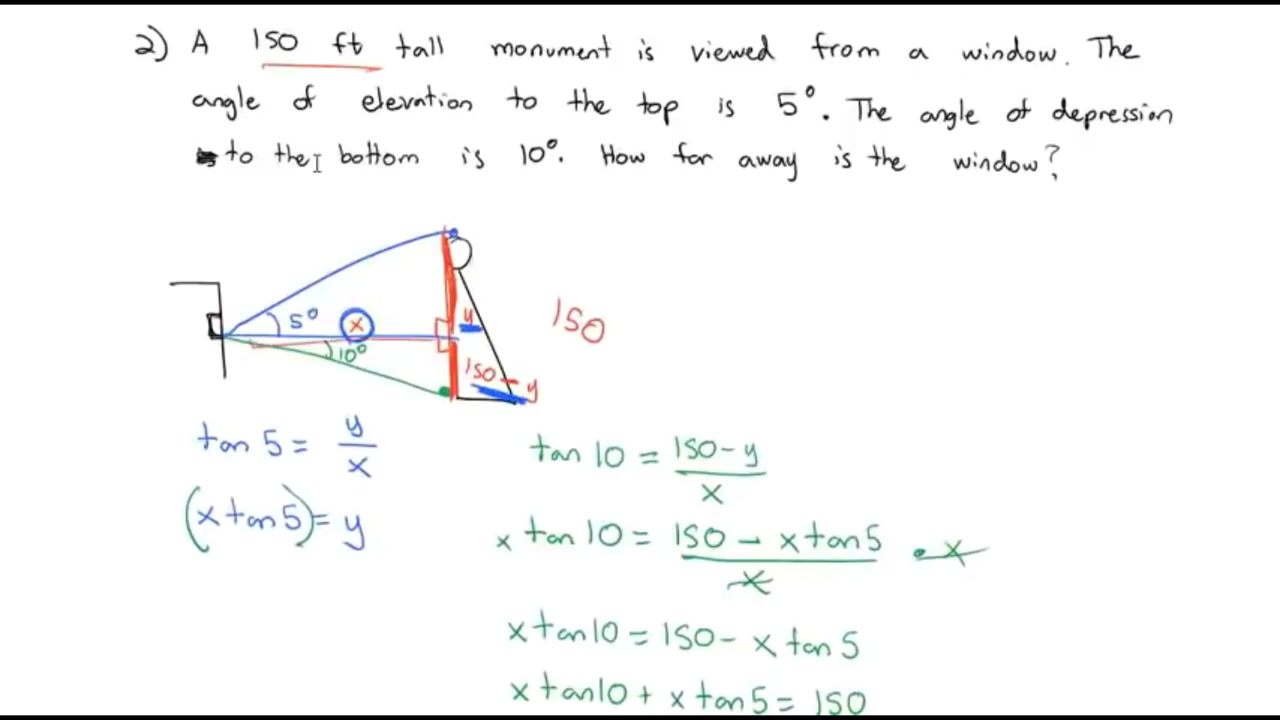 2) A 150 ft tall monument is viewed from a window. The
angle of elevation to the top is 5°. The angle of depression
to the bottom is 10°. How far away is the window?
5°
x
y
150
10°
150 - y
tan 5 = y/x
(x tan 5) = y
tan 10 = (150 - y)/x
x tan 10 = (150 - x tan 5)/x • x
x tan 10 = 150 - x tan 5
x tan 10 + x tan 5 = 150